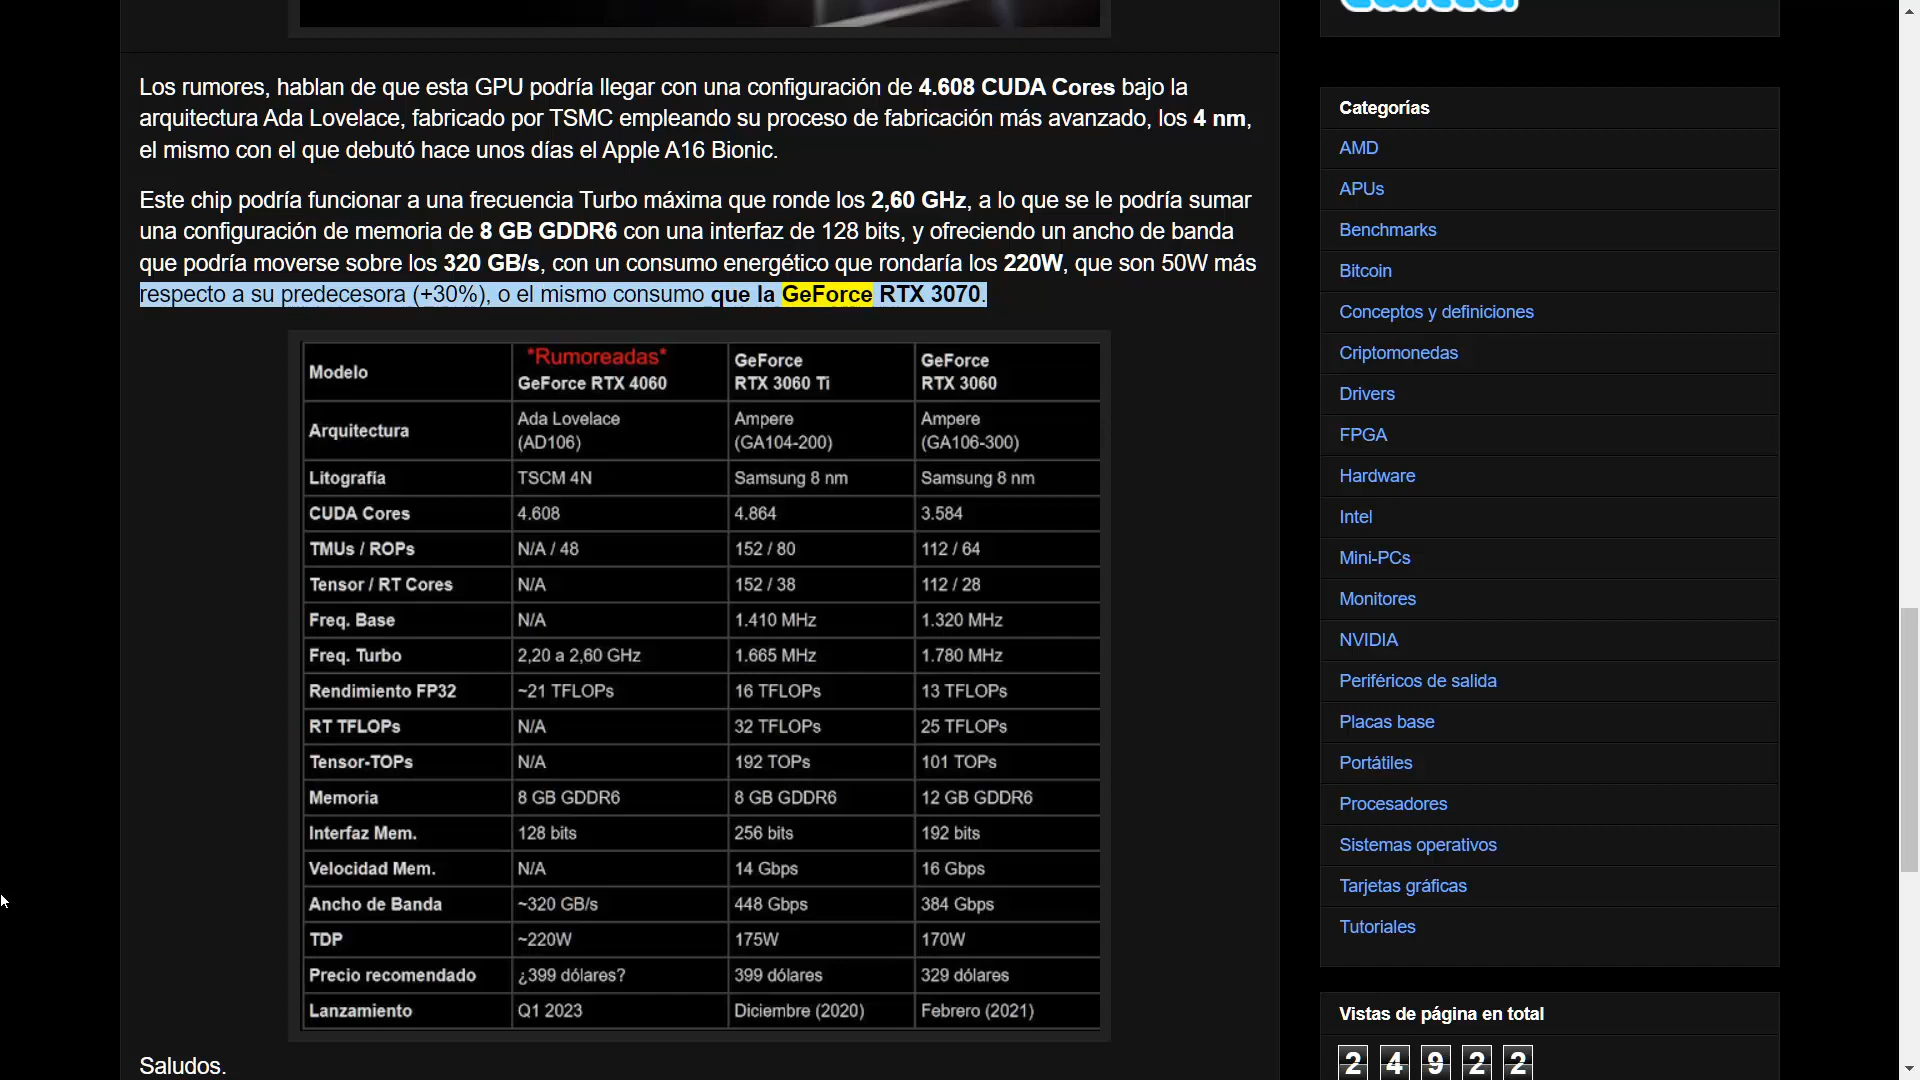 Los rumores, hablan de que esta GPU podría llegar con una configuración de 4.608 CUDA Cores bajo la
arquitectura Ada Lovelace, fabricado por TSMC empleando su proceso de fabricación más avanzado, los 4 nm,
el mismo con el que debutó hace unos días el Apple A16 Bionic.
Este chip podría funcionar a una frecuencia Turbo máxima que ronde los 2,60 GHz, a lo que se le podría sumar
una configuración de memoria de 8 GB GDDR6 con una interfaz de 128 bits, y ofreciendo un ancho de banda
que podría moverse sobre los 320 GB/s, con un consumo energético que rondaría los 220W, que son 50W más
respecto a su predecesora (+30%), o el mismo consumo que la GeForce RTX 3070.
Modelo *Rumoreadas* GeForce RTX 4060 GeForce RTX 3060 Ti GeForce RTX 3060
Arquitectura Ada Lovelace (AD106) Ampere (GA104-200) Ampere (GA106-300)
Litografía TSCM 4N Samsung 8 nm Samsung 8 nm
CUDA Cores 4.608 4.864 3.584
TMUs / ROPs N/A / 48 152 / 80 112 / 64
Tensor / RT Cores N/A 152 / 38 112 / 28
Freq. Base N/A 1.410 MHz 1.320 MHz
Freq. Turbo 2,20 a 2,60 GHz 1.665 MHz 1.780 MHz
Rendimiento FP32 ~21 TFLOPs 16 TFLOPs 13 TFLOPs
RT TFLOPs N/A 32 TFLOPs 25 TFLOPs
Tensor-TOPs N/A 192 TOPs 101 TOPs
Memoria 8 GB GDDR6 8 GB GDDR6 12 GB GDDR6
Interfaz Mem. 128 bits 256 bits 192 bits
Velocidad Mem. N/A 14 Gbps 16 Gbps
Ancho de Banda ~320 GB/s 448 Gbps 384 Gbps
TDP ~220W 175W 170W
Precio recomendado ¿399 dólares? 399 dólares 329 dólares
Lanzamiento Q1 2023 Diciembre (2020) Febrero (2021)
Saludos.
Categorías
AMD
APUs
Benchmarks
Bitcoin
Conceptos y definiciones
Criptomonedas
Drivers
FPGA
Hardware
Intel
Mini-PCs
Monitores
NVIDIA
Periféricos de salida
Placas base
Portátiles
Procesadores
Sistemas operativos
Tarjetas gráficas
Tutoriales
Vistas de página en total
2 4 9 2 2